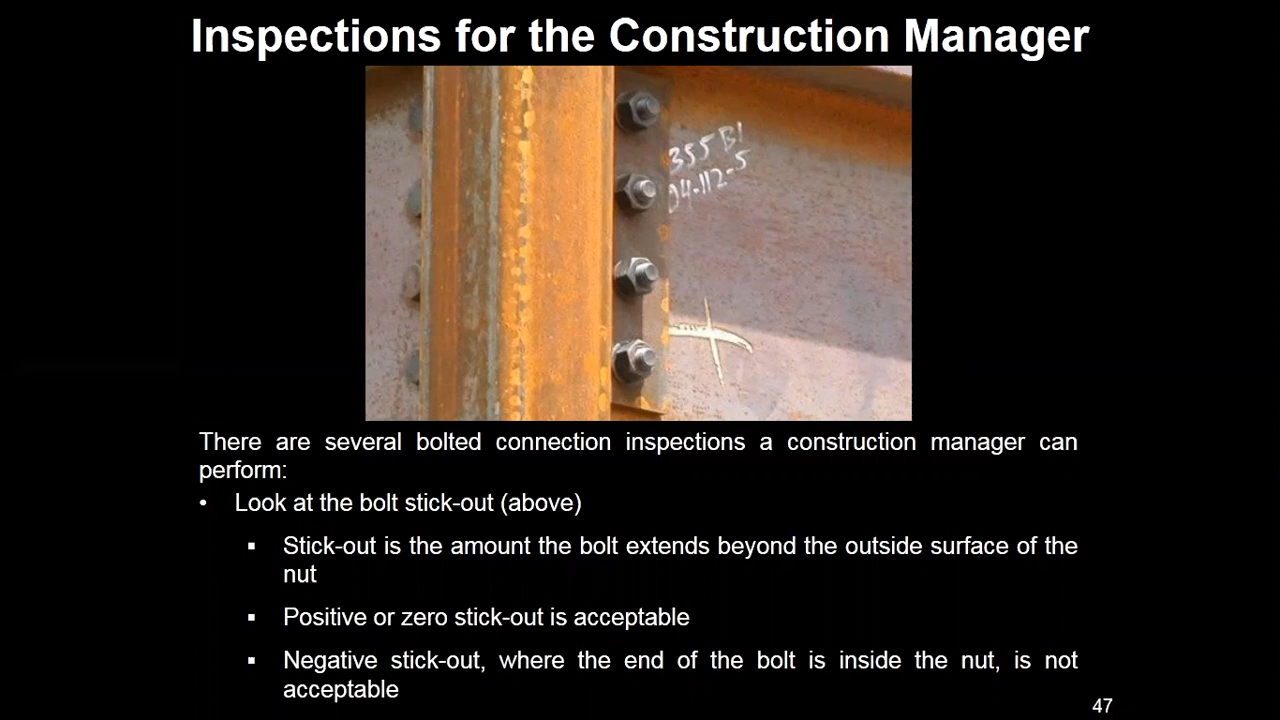 Inspections for the Construction Manager
355 B1
04-112-5
There are several bolted connection inspections a construction manager can
perform:
• Look at the bolt stick-out (above)
▪ Stick-out is the amount the bolt extends beyond the outside surface of the
nut
▪ Positive or zero stick-out is acceptable
▪ Negative stick-out, where the end of the bolt is inside the nut, is not
acceptable
47